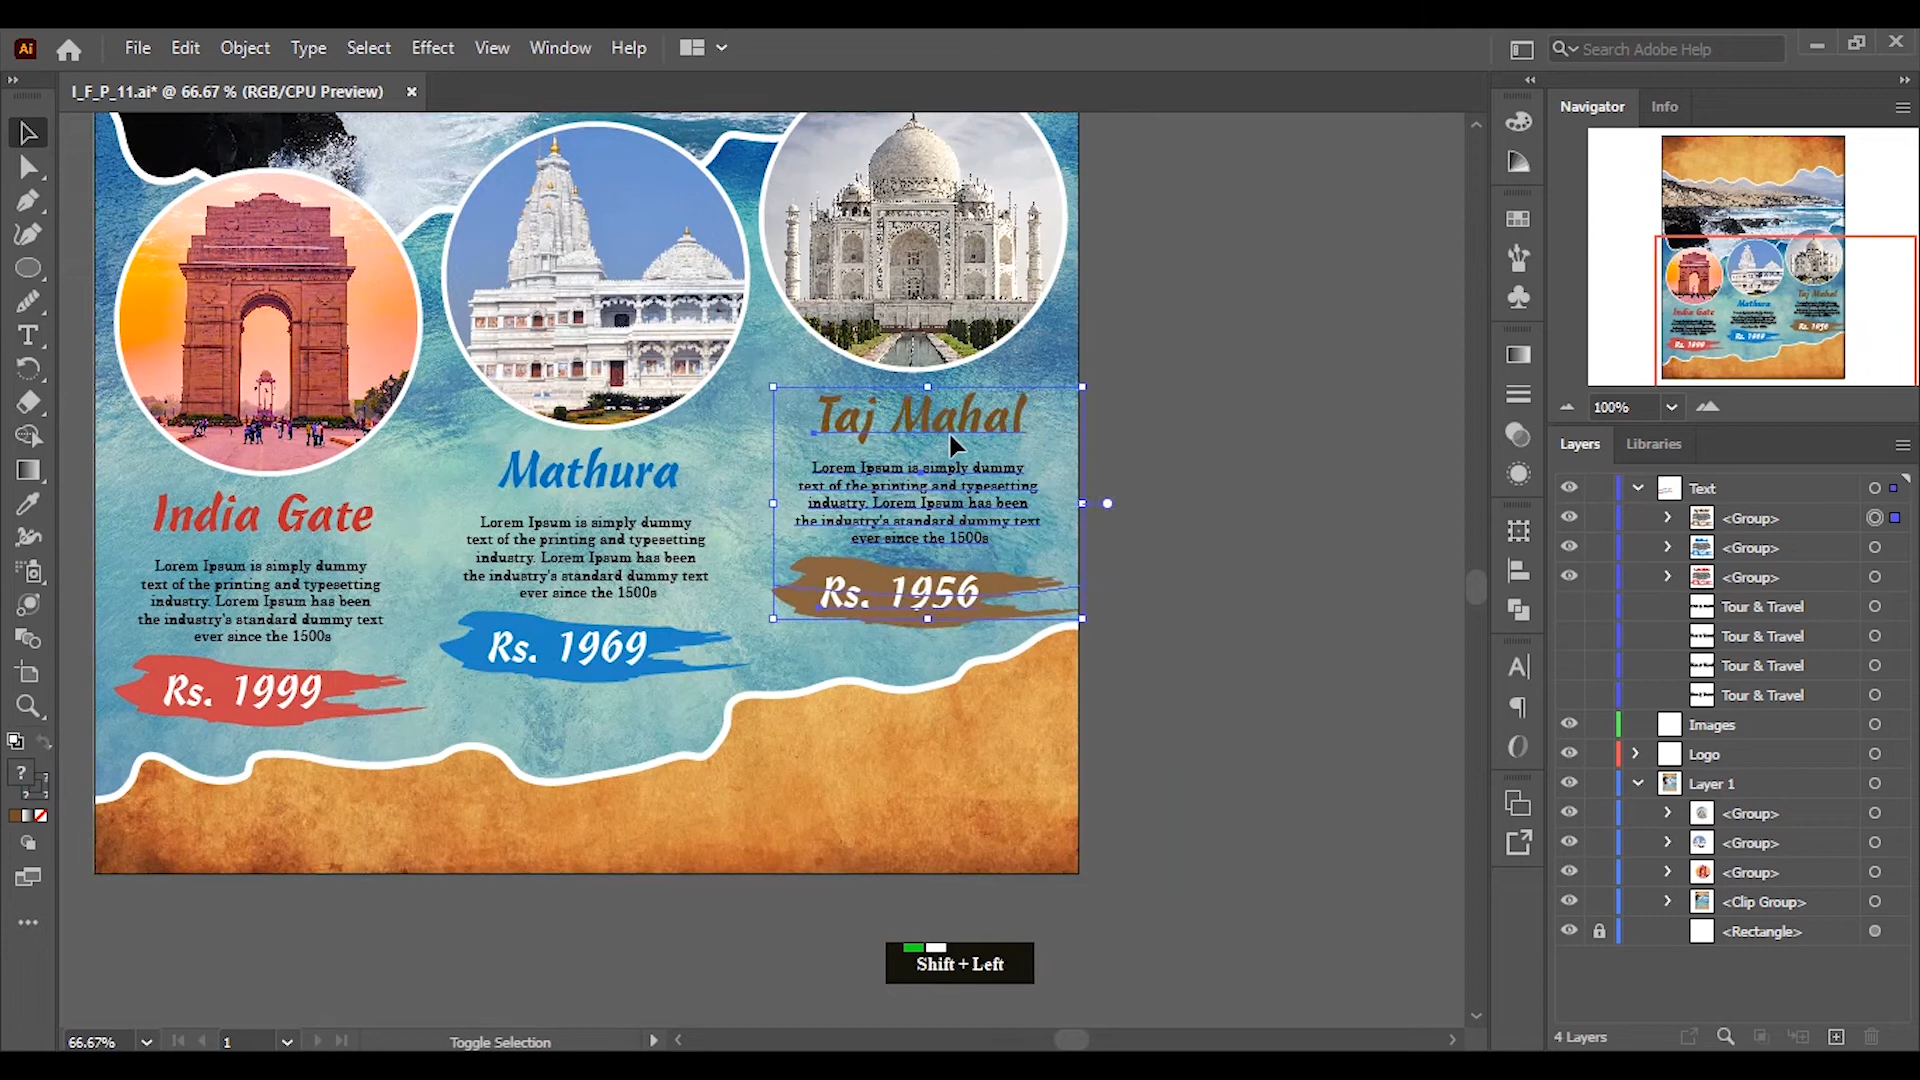 Ai
File Edit Object Type Select Effect View Window Help
Search Adobe Help
I_F_P_11.ai* @ 66.67 % (RGB/CPU Preview)
Taj Mahal
Lorem Ipsum is simply dummy
text of the printing and typesetting
industry. Lorem Ipsum has been
the industry's standard dummy text
ever since the 1500s
Rs. 1956
Mathura
Lorem Ipsum is simply dummy
text of the printing and typesetting
industry. Lorem Ipsum has been
the industry's standard dummy text
ever since the 1500s
Rs. 1969
India Gate
Lorem Ipsum is simply dummy
text of the printing and typesetting
industry. Lorem Ipsum has been
the industry's standard dummy text
ever since the 1500s
Rs. 1999
Shift + Left
66.67% 1 Toggle Selection
Navigator Info
Taj Mahal
Mathura
India Gate
100%
Layers Libraries
Text
<Group>
<Group>
<Group>
Tour & Travel
Tour & Travel
Tour & Travel
Tour & Travel
Images
Logo
Layer 1
<Group>
<Group>
<Group>
<Clip Group>
<Rectangle>
4 Layers